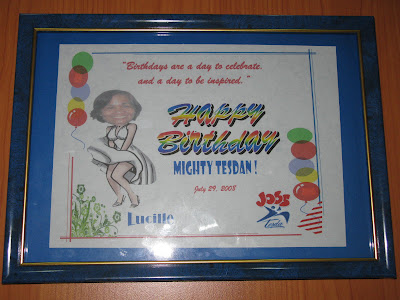 "Birthdays are a day to celebrate,
and a day to be inspired. "
Happy
Birthday
MIGHTY TESDAN !
July 29, 2008
Lucille
JOSS
Tesda